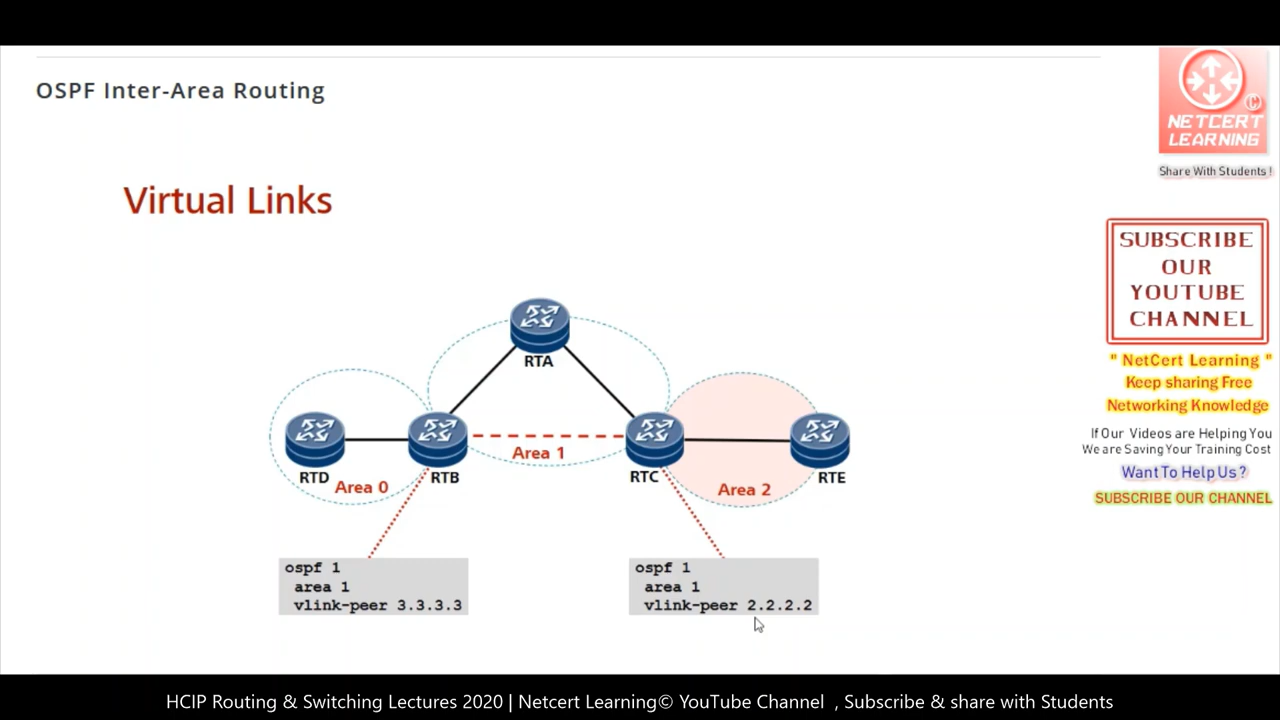 OSPF Inter-Area Routing
Virtual Links
RTA
RTD
RTB
RTC
RTE
Area 0
Area 1
Area 2
ospf 1
area 1
vlink-peer 3.3.3.3
ospf 1
area 1
vlink-peer 2.2.2.2
©
NETCERT
LEARNING
Share With Students !
SUBSCRIBE
OUR
YOUTUBE
CHANNEL
" NetCert Learning "
Keep sharing Free
Networking Knowledge
If Our Videos are Helping You
We are Saving Your Training Cost
Want To Help Us ?
SUBSCRIBE OUR CHANNEL
HCIP Routing & Switching Lectures 2020 | Netcert Learning© YouTube Channel , Subscribe & share with Students